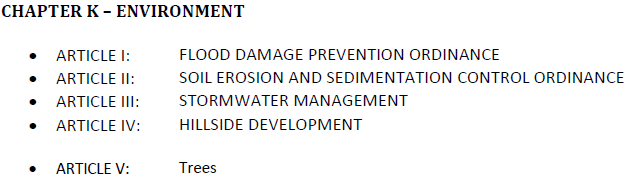 CHAPTER K – ENVIRONMENT
• ARTICLE I: FLOOD DAMAGE PREVENTION ORDINANCE
• ARTICLE II: SOIL EROSION AND SEDIMENTATION CONTROL ORDINANCE
• ARTICLE III: STORMWATER MANAGEMENT
• ARTICLE IV: HILLSIDE DEVELOPMENT
• ARTICLE V: Trees